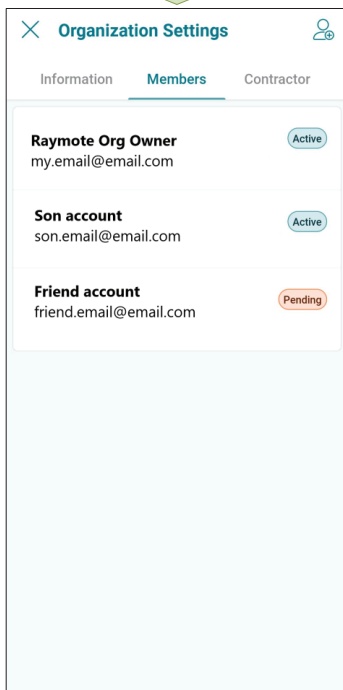 Organization Settings
Information Members Contractor
Raymote Org Owner Active
my.email@email.com
Son account Active
son.email@email.com
Friend account Pending
friend.email@email.com